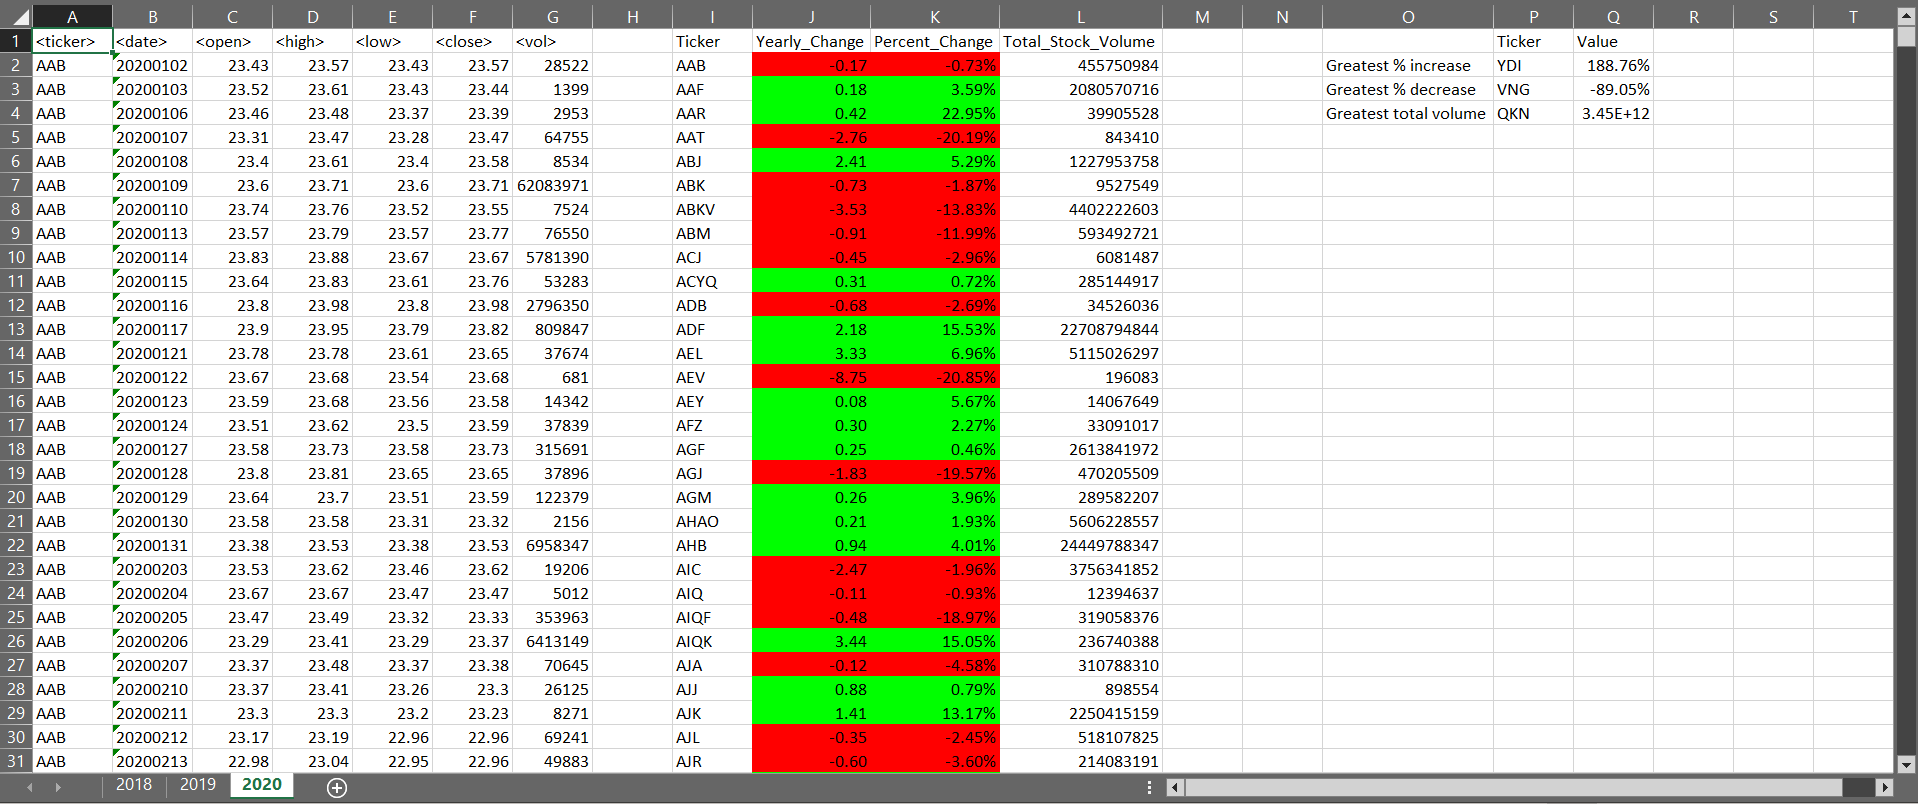 A B C D E F G H I J K L M N O P Q R S T
1 <ticker> <date> <open> <high> <low> <close> <vol> Ticker Yearly_Change Percent_Change Total_Stock_Volume Ticker Value
2 AAB 20200102 23.43 23.57 23.43 23.57 28522 AAB -0.17 -0.73% 455750984 Greatest % increase YDI 188.76%
3 AAB 20200103 23.52 23.61 23.43 23.44 1399 AAF 0.18 3.59% 2080570716 Greatest % decrease VNG -89.05%
4 AAB 20200106 23.46 23.48 23.37 23.39 2953 AAR 0.42 22.95% 39905528 Greatest total volume QKN 3.45E+12
5 AAB 20200107 23.31 23.47 23.28 23.47 64755 AAT -2.76 -20.19% 843410
6 AAB 20200108 23.4 23.61 23.4 23.58 8534 ABJ 2.41 5.29% 1227953758
7 AAB 20200109 23.6 23.71 23.6 23.71 62083971 ABK -0.73 -1.87% 9527549
8 AAB 20200110 23.74 23.76 23.52 23.55 7524 ABKV -3.53 -13.83% 4402222603
9 AAB 20200113 23.57 23.79 23.57 23.77 76550 ABM -0.91 -11.99% 593492721
10 AAB 20200114 23.83 23.88 23.67 23.67 5781390 ACJ -0.45 -2.96% 6081487
11 AAB 20200115 23.64 23.83 23.61 23.76 53283 ACYQ 0.31 0.72% 285144917
12 AAB 20200116 23.8 23.98 23.8 23.98 2796350 ADB -0.68 -2.69% 34526036
13 AAB 20200117 23.9 23.95 23.79 23.82 809847 ADF 2.18 15.53% 22708794844
14 AAB 20200121 23.78 23.78 23.61 23.65 37674 AEL 3.33 6.96% 5115026297
15 AAB 20200122 23.67 23.68 23.54 23.68 681 AEV -8.75 -20.85% 196083
16 AAB 20200123 23.59 23.68 23.56 23.58 14342 AEY 0.08 5.67% 14067649
17 AAB 20200124 23.51 23.62 23.5 23.59 37839 AFZ 0.30 2.27% 33091017
18 AAB 20200127 23.58 23.73 23.58 23.73 315691 AGF 0.25 0.46% 2613841972
19 AAB 20200128 23.8 23.81 23.65 23.65 37896 AGJ -1.83 -19.57% 470205509
20 AAB 20200129 23.64 23.7 23.51 23.59 122379 AGM 0.26 3.96% 289582207
21 AAB 20200130 23.58 23.58 23.31 23.32 2156 AHAO 0.21 1.93% 5606228557
22 AAB 20200131 23.38 23.53 23.38 23.53 6958347 AHB 0.94 4.01% 24449788347
23 AAB 20200203 23.53 23.62 23.46 23.62 19206 AIC -2.47 -1.96% 3756341852
24 AAB 20200204 23.67 23.67 23.47 23.47 5012 AIQ -0.11 -0.93% 12394637
25 AAB 20200205 23.47 23.49 23.32 23.33 353963 AIQF -0.48 -18.97% 319058376
26 AAB 20200206 23.29 23.41 23.29 23.37 6413149 AIQK 3.44 15.05% 236740388
27 AAB 20200207 23.37 23.48 23.37 23.38 70645 AJA -0.12 -4.58% 310788310
28 AAB 20200210 23.37 23.41 23.26 23.3 26125 AJJ 0.88 0.79% 898554
29 AAB 20200211 23.3 23.3 23.2 23.23 8271 AJK 1.41 13.17% 2250415159
30 AAB 20200212 23.17 23.19 22.96 22.96 69241 AJL -0.35 -2.45% 518107825
31 AAB 20200213 22.98 23.04 22.95 22.96 49883 AJR -0.60 -3.60% 214083191
2018 2019 2020